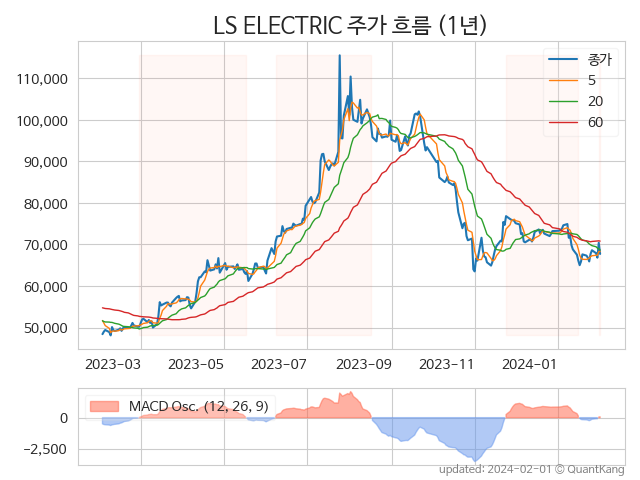 LS ELECTRIC 주가 흐름 (1년)
종가
5
20
60
110,000
100,000
90,000
80,000
70,000
60,000
50,000
2023-03 2023-05 2023-07 2023-09 2023-11 2024-01
MACD Osc. (12, 26, 9)
0
−2,500
updated: 2024-02-01 © QuantKang